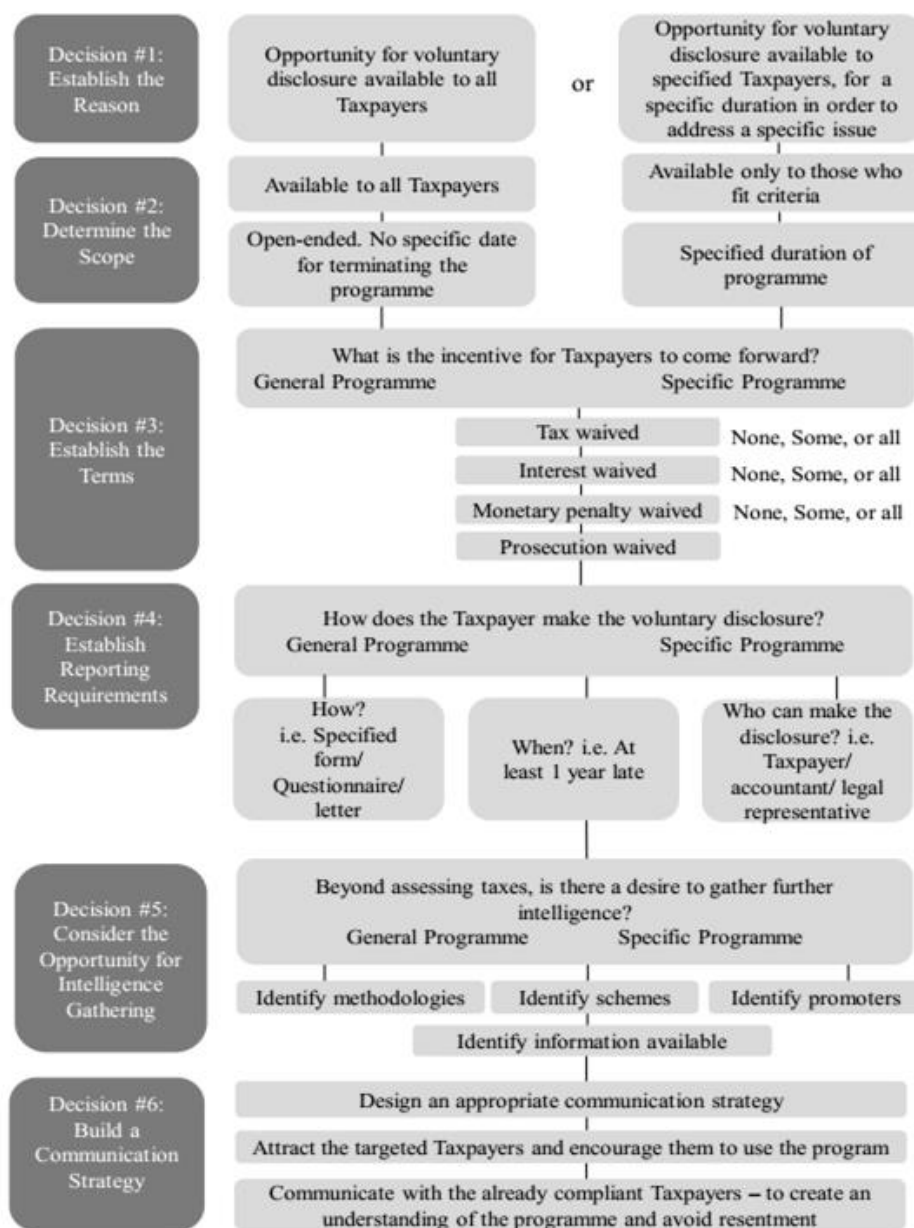 Decision #1:
Establish the
Reason
Opportunity for voluntary
disclosure available to all
Taxpayers
or
Opportunity for voluntary
disclosure available to
specified Taxpayers, for a
specific duration in order to
address a specific issue
Decision #2:
Determine the
Scope
Available to all Taxpayers
Available only to those who
fit criteria
Open-ended. No specific date
for terminating the
programme
Specified duration of
programme
Decision #3:
Establish the
Terms
What is the incentive for Taxpayers to come forward?
General Programme Specific Programme
Tax waived None, Some, or all
Interest waived None, Some, or all
Monetary penalty waived None, Some, or all
Prosecution waived
Decision #4:
Establish
Reporting
Requirements
How does the Taxpayer make the voluntary disclosure?
General Programme Specific Programme
How?
i.e. Specified
form/
Questionnaire/
letter
When? i.e. At
least 1 year late
Who can make the
disclosure? i.e.
Taxpayer/
accountant/ legal
representative
Decision #5:
Consider the
Opportunity for
Intelligence
Gathering
Beyond assessing taxes, is there a desire to gather further
intelligence?
General Programme Specific Programme
Identify methodologies Identify schemes Identify promoters
Identify information available
Decision #6:
Build a
Communication
Strategy
Design an appropriate communication strategy
Attract the targeted Taxpayers and encourage them to use the program
Communicate with the already compliant Taxpayers – to create an
understanding of the programme and avoid resentment